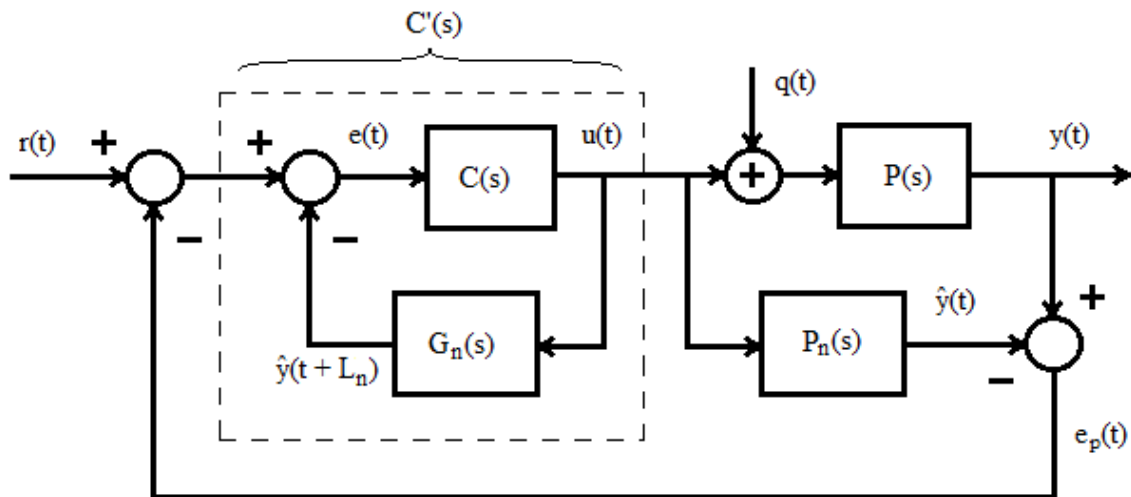 C'(s)
q(t)
r(t)
+
+
e(t)
u(t)
y(t)
C(s)
+
P(s)
−
−
ŷ(t)
+
G_n(s)
P_n(s)
ŷ(t + L_n)
−
e_p(t)